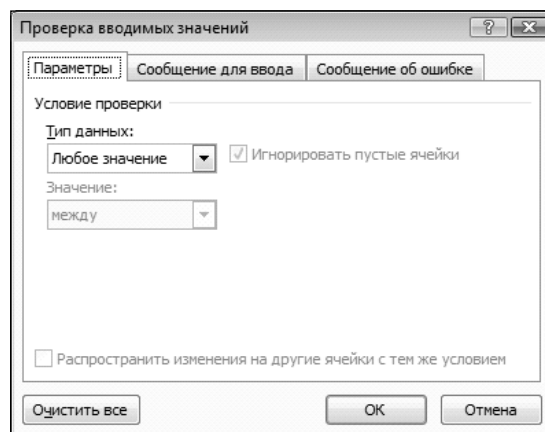 Проверка вводимых значений
Параметры Сообщение для ввода Сообщение об ошибке
Условие проверки
Тип данных:
Любое значение Игнорировать пустые ячейки
Значение:
между
Распространить изменения на другие ячейки с тем же условием
Очистить все ОК Отмена